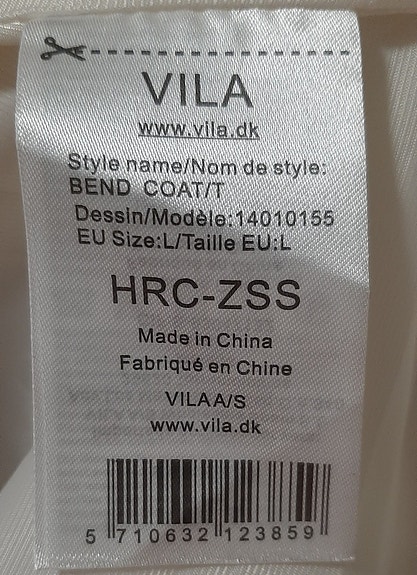 VILA
www.vila.dk
Style name/Nom de style:
BEND COAT/T
Dessin/Modèle:14010155
EU Size:L/Taille EU:L
HRC-ZSS
Made in China
Fabriqué en Chine
VILA A/S
www.vila.dk
5 710632 123859